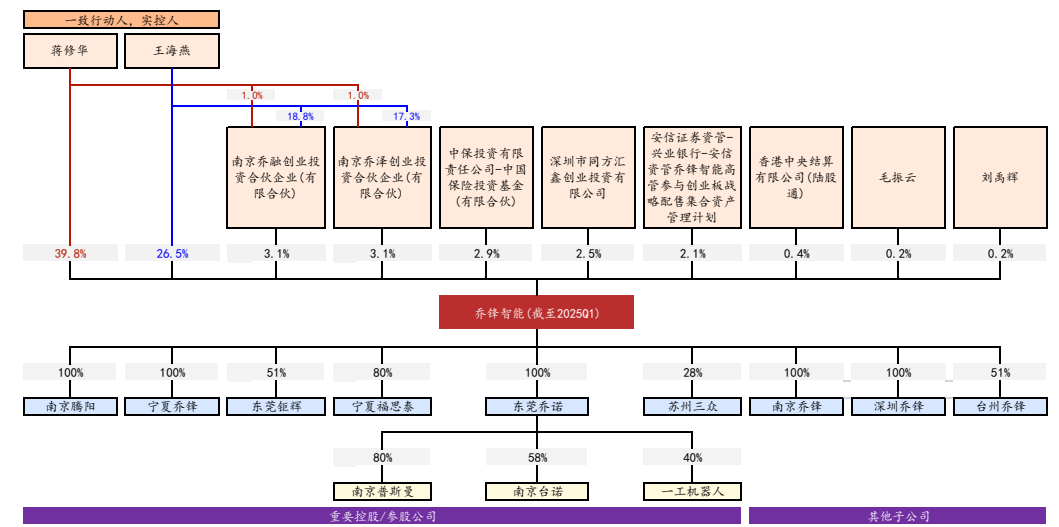 一致行动人，实控人
蒋修华
王海燕
1.0%
1.0%
18.8%
17.3%
南京乔融创业投
资合伙企业(有
限合伙)
南京乔泽创业投
资合伙企业(有
限合伙)
中保投资有限
责任公司-中国
保险投资基金
(有限合伙)
深圳市同方汇
鑫创业投资有
限公司
安信证券资管-
兴业银行-安信
资管乔锋智能高
管参与创业板战
略配售集合资产
管理计划
香港中央结算
有限公司(陆股
通)
毛振云
刘禹辉
39.8%
26.5%
3.1%
3.1%
2.9%
2.5%
2.1%
0.4%
0.2%
0.2%
乔锋智能(截至2025Q1)
100%
100%
51%
80%
100%
28%
100%
100%
51%
南京腾阳
宁夏乔锋
东莞钜辉
宁夏福思泰
东莞乔诺
苏州三众
南京乔锋
深圳乔锋
台州乔锋
80%
58%
40%
南京普斯曼
南京台诺
一工机器人
重要控股/参股公司
其他子公司